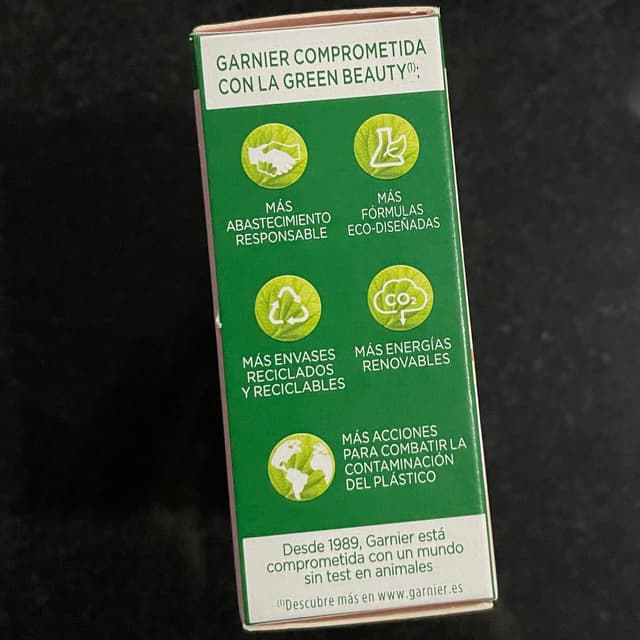 GARNIER COMPROMETIDA
CON LA GREEN BEAUTY⁽¹⁾:
MÁS
ABASTECIMIENTO
RESPONSABLE
MÁS
FÓRMULAS
ECO-DISEÑADAS
MÁS ENVASES
RECICLADOS
Y RECICLABLES
CO₂
MÁS ENERGÍAS
RENOVABLES
MÁS ACCIONES
PARA COMBATIR LA
CONTAMINACIÓN
DEL PLÁSTICO
Desde 1989, Garnier está
comprometida con un mundo
sin test en animales
⁽¹⁾Descubre más en www.garnier.es